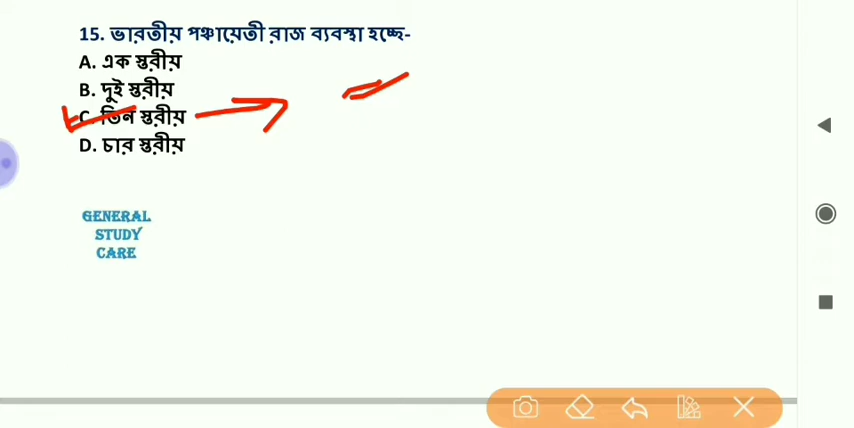 15. ভারতীয় পঞ্চায়েতী রাজ ব্যবস্থা হচ্ছে-
A. এক স্তরীয়
B. দুই স্তরীয়
C. তিন স্তরীয়
D. চার স্তরীয়
GENERAL
STUDY
CARE